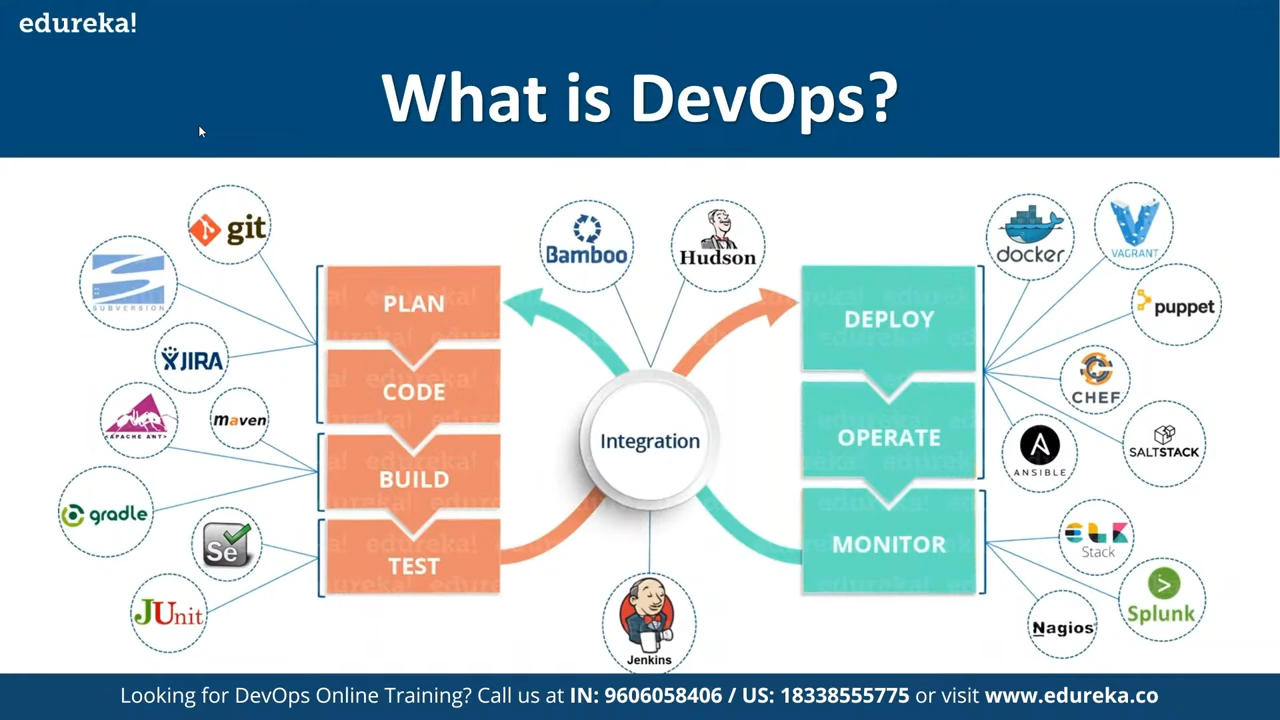 edureka!
What is DevOps?
git
SUBVERSION
JIRA
APACHE ANT
maven
gradle
Se
JUnit
PLAN
CODE
BUILD
TEST
Bamboo
Hudson
Integration
Jenkins
DEPLOY
OPERATE
MONITOR
docker
VAGRANT
puppet
CHEF
ANSIBLE
SALTSTACK
ELK
Stack
Splunk
Nagios
Looking for DevOps Online Training? Call us at IN: 9606058406 / US: 18338555775 or visit www.edureka.co